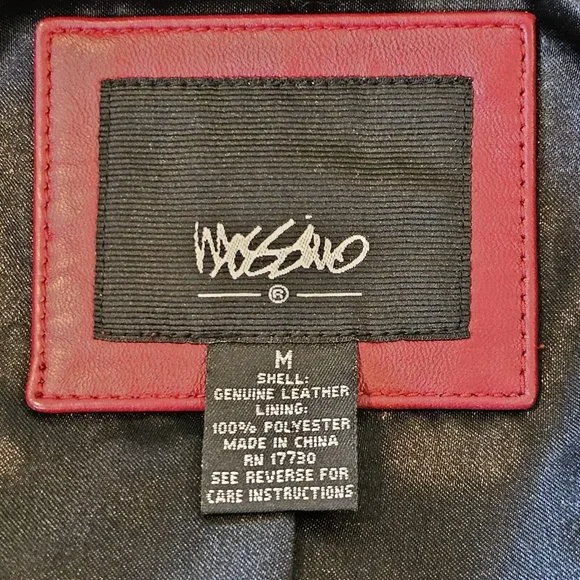 mossimo
®
M
SHELL:
GENUINE LEATHER
LINING:
100% POLYESTER
MADE IN CHINA
RN 17730
SEE REVERSE FOR
CARE INSTRUCTIONS